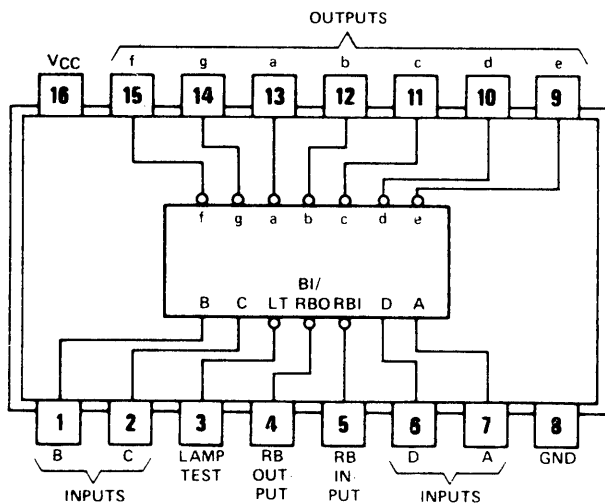 OUTPUTS
VCC f g a b c d e
16 15 14 13 12 11 10 9
f g a b c d e
BI/
B C LT RBO RBI D A
1 2 3 4 5 6 7 8
B C LAMP RB RB D A GND
TEST OUT IN
PUT PUT
INPUTS INPUTS